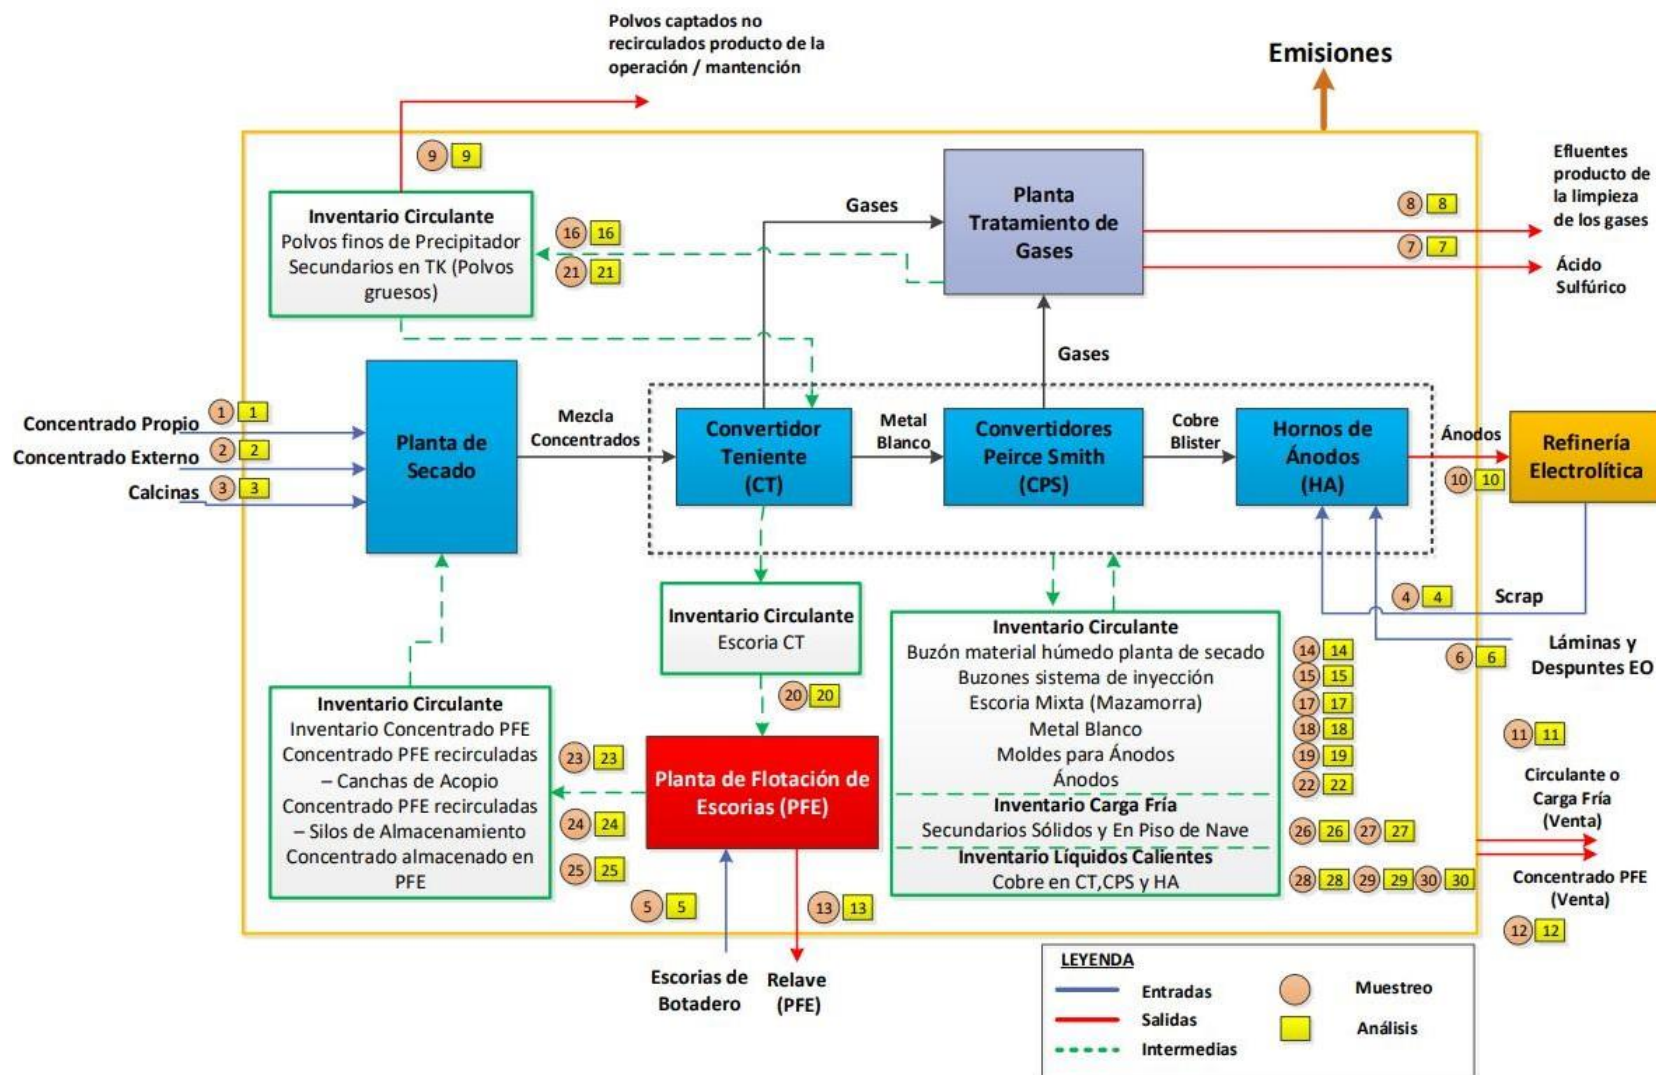 Polvos captados no
recirculados producto de la
operación / mantención
Emisiones
9 9
Inventario Circulante
Polvos finos de Precipitador
Secundarios en TK (Polvos
gruesos)
16 16
21 21
Gases
Planta
Tratamiento de
Gases
8 8
7 7
Efluentes
producto de
la limpieza
de los gases
Ácido
Sulfúrico
Gases
Concentrado Propio
1 1
Concentrado Externo
2 2
Calcinas
3 3
Planta de
Secado
Mezcla
Concentrados
Convertidor
Teniente
(CT)
Metal
Blanco
Convertidores
Peirce Smith
(CPS)
Cobre
Blister
Hornos de
Ánodos
(HA)
Ánodos
10 10
Refinería
Electrolítica
4 4
Scrap
6 6
Láminas y
Despuntes EO
Inventario Circulante
Escoria CT
20 20
Inventario Circulante
Buzón material húmedo planta de secado
Buzones sistema de inyección
Escoria Mixta (Mazamorra)
Metal Blanco
Moldes para Ánodos
Ánodos
14 14
15 15
17 17
18 18
19 19
22 22
Inventario Carga Fría
Secundarios Sólidos y En Piso de Nave
26 26 27 27
Inventario Líquidos Calientes
Cobre en CT,CPS y HA
28 28 29 29 30 30
Inventario Circulante
Inventario Concentrado PFE
Concentrado PFE recirculadas
– Canchas de Acopio
Concentrado PFE recirculadas
– Silos de Almacenamiento
Concentrado almacenado en
PFE
23 23
24 24
25 25
Planta de Flotación de
Escorias (PFE)
5 5
13 13
Escorias de
Botadero
Relave
(PFE)
11 11
Circulante o
Carga Fría
(Venta)
Concentrado PFE
(Venta)
12 12
LEYENDA
Entradas
Salidas
Intermedias
Muestreo
Análisis